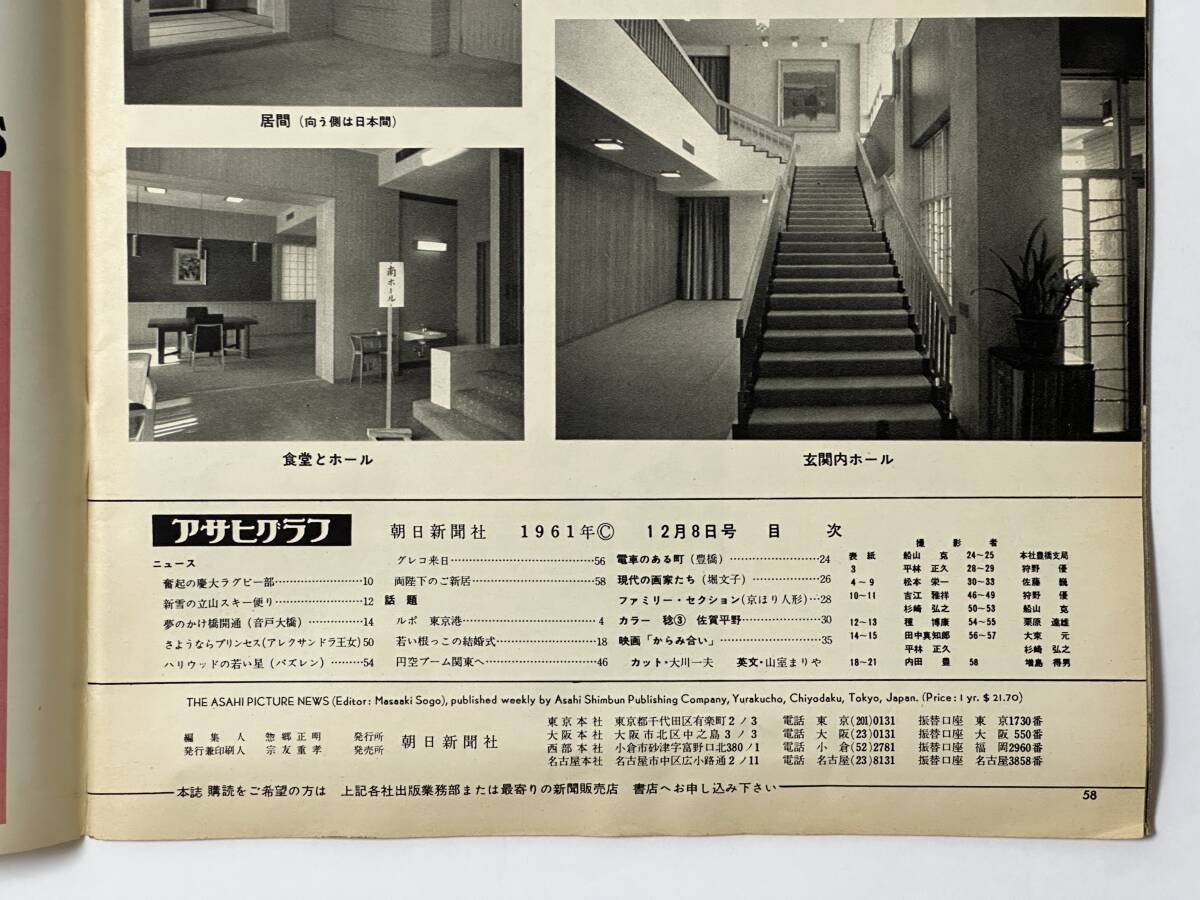 居間 (向う側は日本間)
南ホール
食堂とホール
玄関内ホール
アサヒグラフ 朝日新聞社 1961年© 12月8日号 目次
ニュース
奮起の慶大ラグビー部…………10
新雪の立山スキー便り…………12
夢のかけ橋開通(音戸大橋)…………14
さようならプリンセス(アレクサンドラ王女)50
ハリウッドの若い星(バズレン)………54
グレコ来日…………56
両陛下のご新居…………58
話題
ルポ 東京港…………4
若い根っこの結婚式…………18
円空ブーム関東へ…………46
電車のある町(豊橋)…………24
現代の画家たち(堀文子)…………26
ファミリー・セクション(京ほり人形)…28
カラー 稔③ 佐賀平野…………30
映画「からみ合い」…………35
カット・大川一夫 英文・山室まりや
撮影者
表紙 船山 克
3 平林 正久
4~9 松本 栄一
10~11 吉江 雅祥
杉崎 弘之
12~13 種 博康
14~15 田中真知郎
平林 正久
18~21 内田 豊
24~25 本社豊橋支局
28~29 狩野 優
30~33 佐藤
46~49 狩野 優
50~53 船山 克
54~55 栗原 達雄
56~57 大東 元
杉崎 弘之
58 増島 得男
THE ASAHI PICTURE NEWS (Editor: Masaaki Sogo), published weekly by Asahi Shimbun Publishing Company, Yurakucho, Chiyodaku, Tokyo, Japan. (Price: 1 yr. $ 21.70)
編集人 惣郷正明 発行所
発行兼印刷人 宗友重孝 発売所
朝日新聞社
東京本社 東京都千代田区有楽町2ノ3 電話 東京(201)0131 振替口座 東京1730番
大阪本社 大阪市北区中之島3ノ3 電話 大阪(23)0131 振替口座 大阪550番
西部本社 小倉市砂津字富野口北380ノ1 電話 小倉(52)2781 振替口座 福岡2960番
名古屋本社 名古屋市中区広小路通2ノ11 電話 名古屋(23)8131 振替口座 名古屋3858番
本誌 購読をご希望の方は 上記各社出版業務部または最寄りの新聞販売店 書店へお申し込み下さい
58